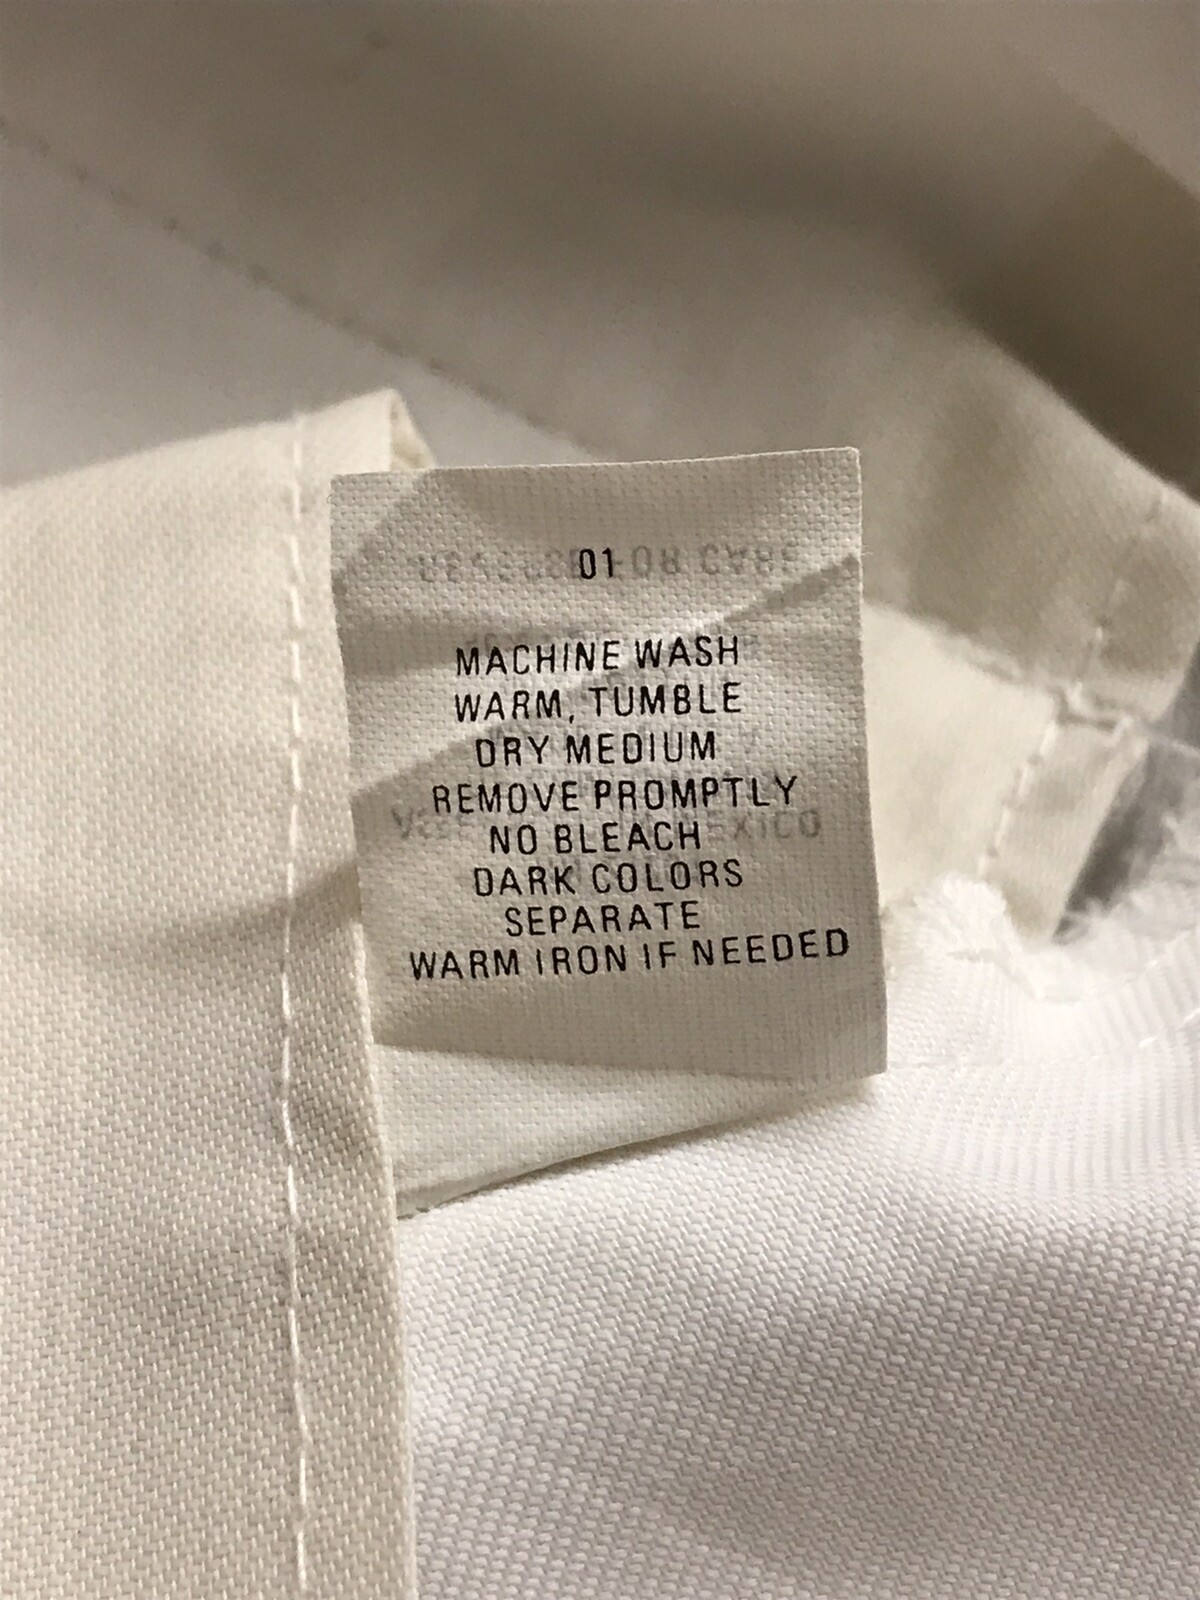 01
MACHINE WASH
WARM, TUMBLE
DRY MEDIUM
REMOVE PROMPTLY
NO BLEACH
DARK COLORS
SEPARATE
WARM IRON IF NEEDED